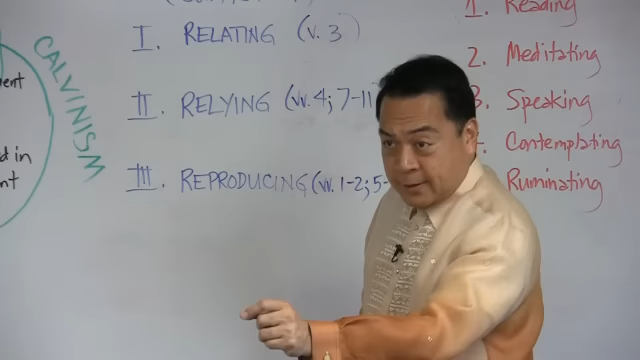 I. RELATING (v. 3)
II. RELYING (vv. 4; 7-11
III. REPRODUCING (vv. 1-2; 5-
CALVINISM
d in
1. Reading
2. Meditating
3. Speaking
Contemplating
Ruminating